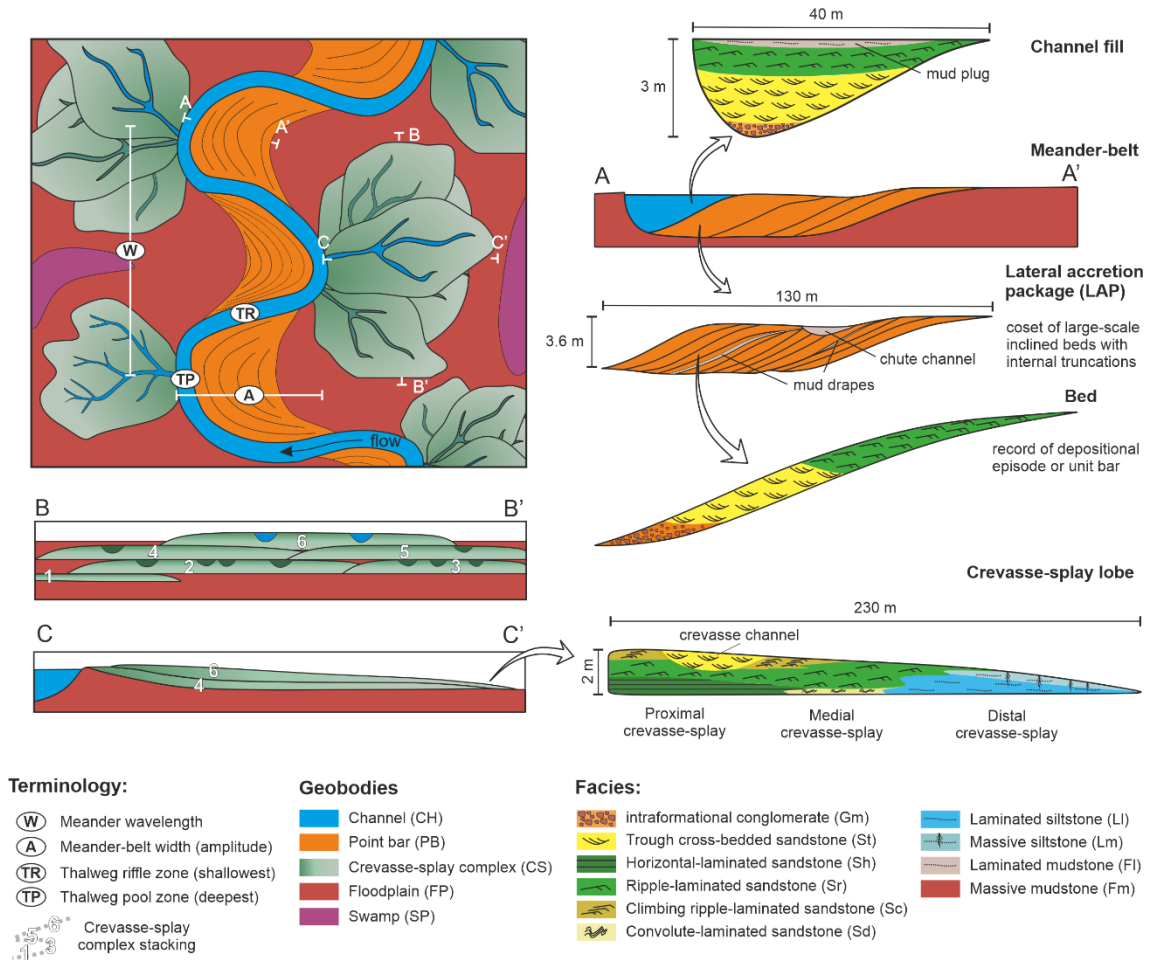 A
A'
B
W
C
C'
TR
TP
A
B'
flow
40 m
Channel fill
mud plug
3 m
Meander-belt
A
A'
Lateral accretion
package (LAP)
130 m
3.6 m
coset of large-scale
inclined beds with
internal truncations
chute channel
mud drapes
Bed
record of depositional
episode or unit bar
B
B'
6
4
5
1
2
3
C
C'
6
4
Crevasse-splay lobe
230 m
crevasse channel
2 m
Proximal
crevasse-splay
Medial
crevasse-splay
Distal
crevasse-splay
Terminology:
W Meander wavelength
A Meander-belt width (amplitude)
TR Thalweg riffle zone (shallowest)
TP Thalweg pool zone (deepest)
6
5
3
1
Crevasse-splay
complex stacking
Geobodies
Channel (CH)
Point bar (PB)
Crevasse-splay complex (CS)
Floodplain (FP)
Swamp (SP)
Facies:
intraformational conglomerate (Gm)
Trough cross-bedded sandstone (St)
Horizontal-laminated sandstone (Sh)
Ripple-laminated sandstone (Sr)
Climbing ripple-laminated sandstone (Sc)
Convolute-laminated sandstone (Sd)
Laminated siltstone (Ll)
Massive siltstone (Lm)
Laminated mudstone (Fl)
Massive mudstone (Fm)